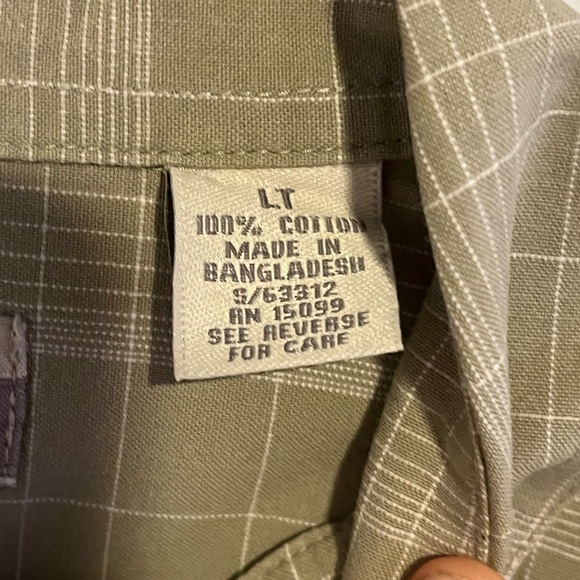 LT
100% COTTON
MADE IN
BANGLADESH
S/63312
RN 15099
SEE REVERSE
FOR CARE